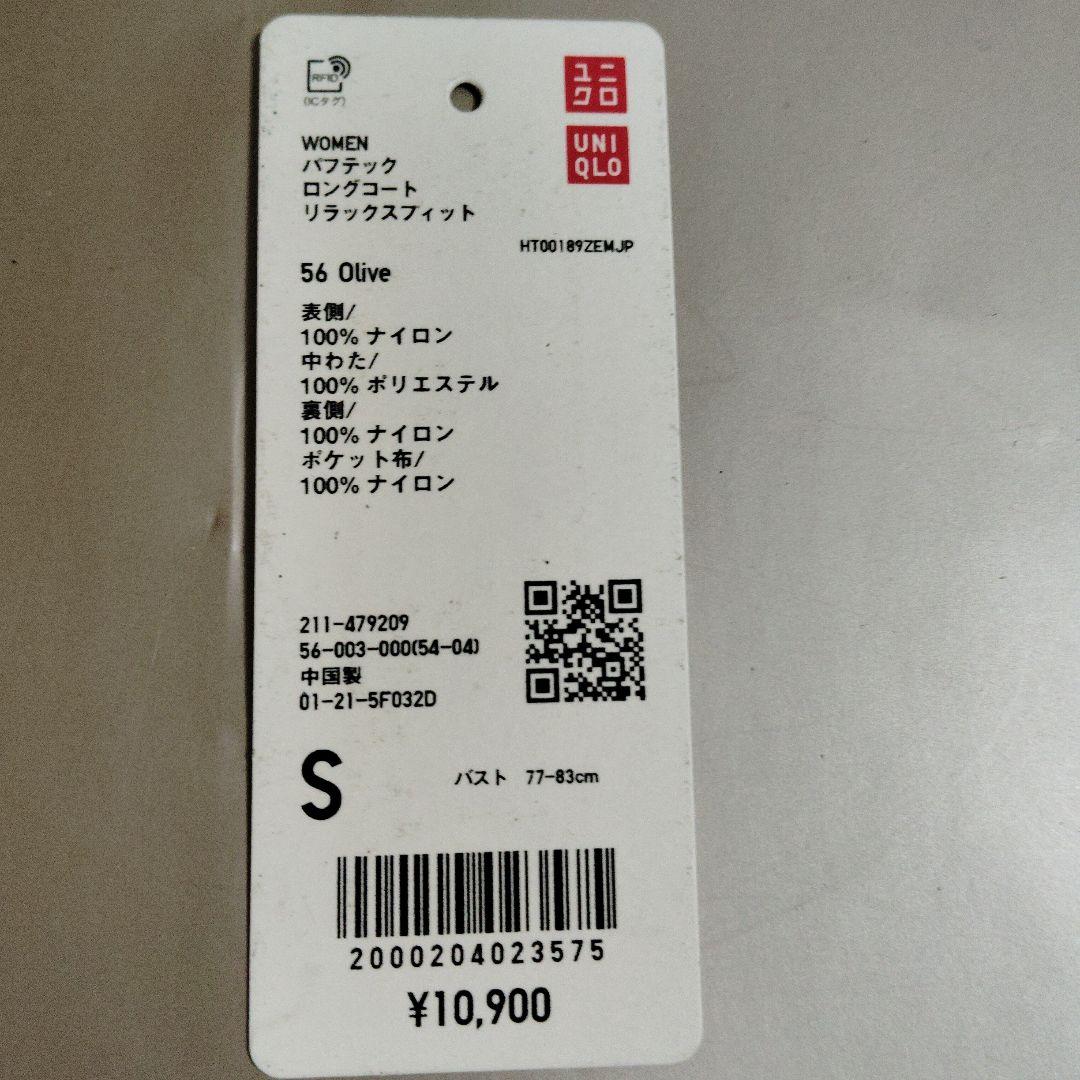 RFID
(ICタグ)
ユニ
クロ
UNI
QLO
WOMEN
パフテック
ロングコート
リラックスフィット
HT00189ZEMJP
56 Olive
表側/
100% ナイロン
中わた/
100% ポリエステル
裏側/
100% ナイロン
ポケット布/
100% ナイロン
211-479209
56-003-000(54-04)
中国製
01-21-5F032D
S
バスト 77-83cm
2000204023575
¥10,900